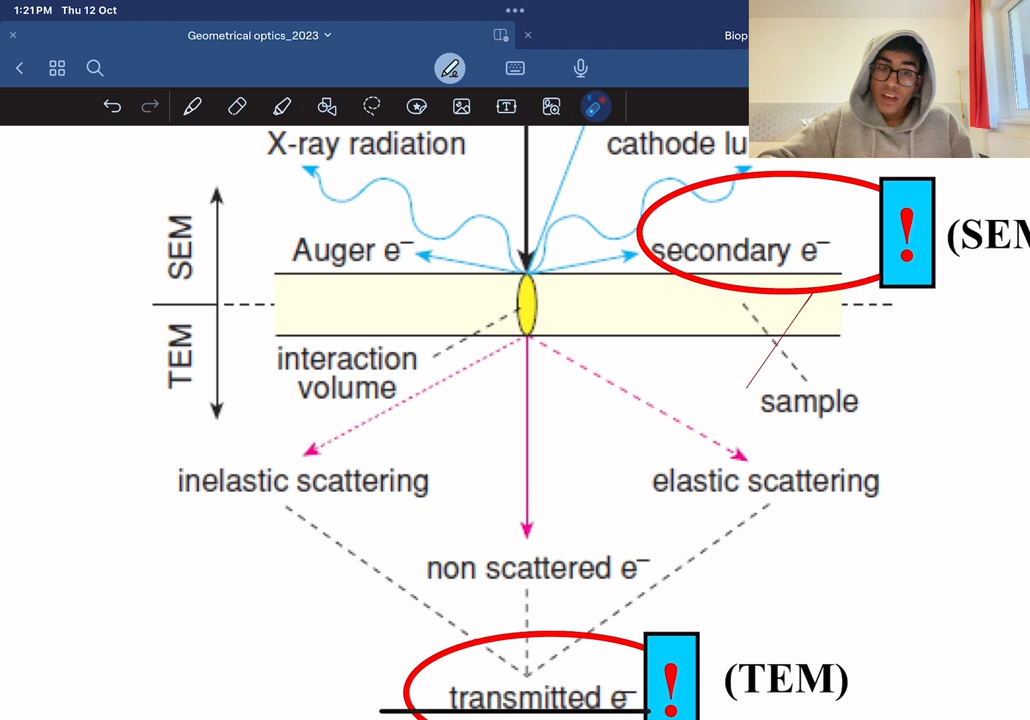 1:21PM Thu 12 Oct
Geometrical optics_2023
Biop
X-ray radiation
cathode lu
SEM
Auger e⁻
secondary e⁻
!
(SEM
TEM
interaction
volume
sample
inelastic scattering
elastic scattering
non scattered e⁻
transmitted e⁻
!
(TEM)